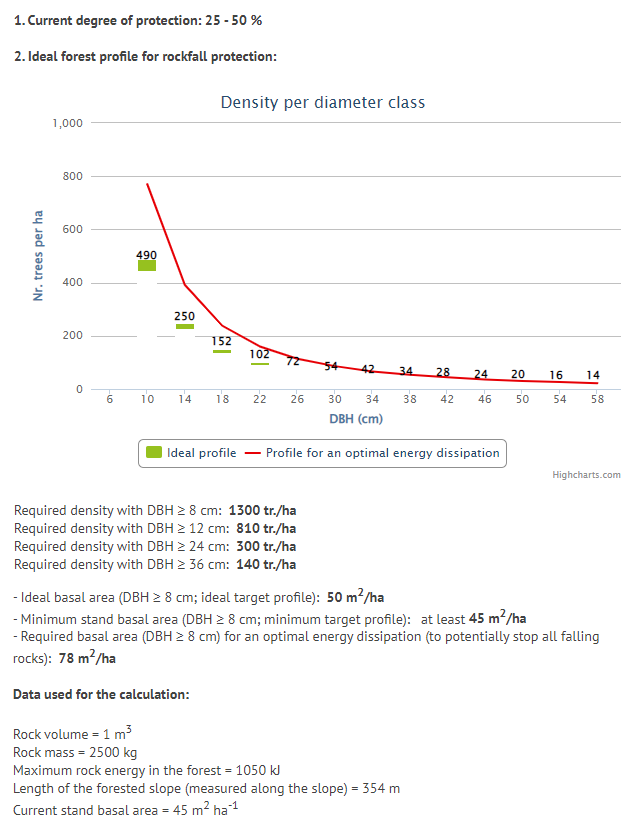 1. Current degree of protection: 25 - 50 %
2. Ideal forest profile for rockfall protection:
Density per diameter class
Nr. trees per ha
1,000
800
600
400
200
0
490
250
152
102
72
54
42
34
28
24
20
16
14
6 10 14 18 22 26 30 34 38 42 46 50 54 58
DBH (cm)
Ideal profile
Profile for an optimal energy dissipation
Highcharts.com
Required density with DBH ≥ 8 cm: 1300 tr./ha
Required density with DBH ≥ 12 cm: 810 tr./ha
Required density with DBH ≥ 24 cm: 300 tr./ha
Required density with DBH ≥ 36 cm: 140 tr./ha
- Ideal basal area (DBH ≥ 8 cm; ideal target profile): 50 m²/ha
- Minimum stand basal area (DBH ≥ 8 cm; minimum target profile): at least 45 m²/ha
- Required basal area (DBH ≥ 8 cm) for an optimal energy dissipation (to potentially stop all falling
rocks): 78 m²/ha
Data used for the calculation:
Rock volume = 1 m³
Rock mass = 2500 kg
Maximum rock energy in the forest = 1050 kJ
Length of the forested slope (measured along the slope) = 354 m
Current stand basal area = 45 m² ha⁻¹